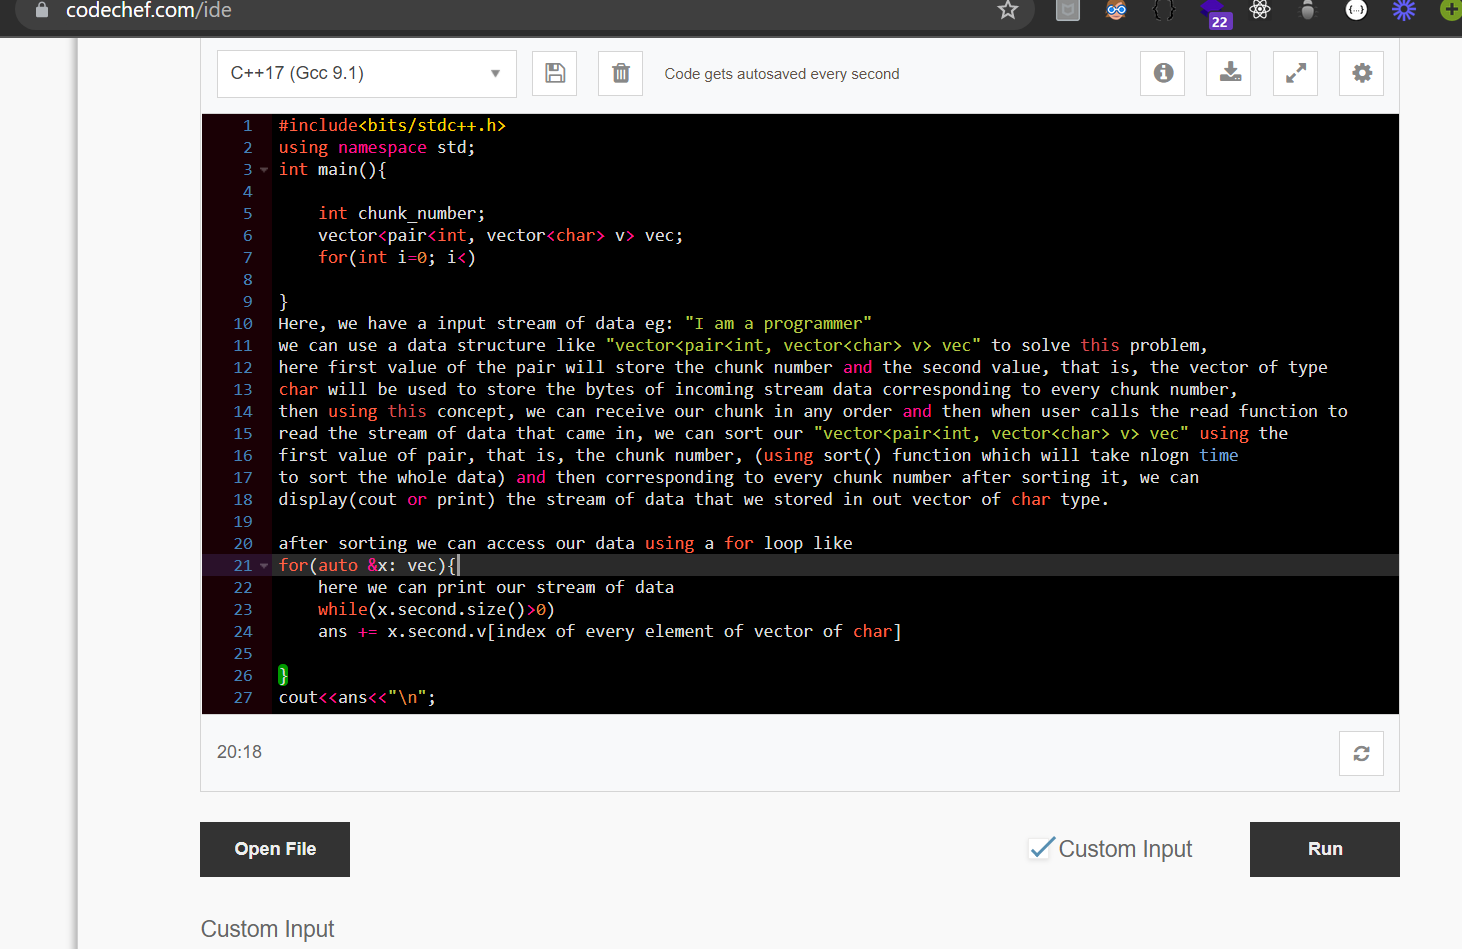 codechef.com/ide
22
C++17 (Gcc 9.1)
Code gets autosaved every second
1 #include<bits/stdc++.h>
2 using namespace std;
3 int main(){
4
5 int chunk_number;
6 vector<pair<int, vector<char> v> vec;
7 for(int i=0; i<)
8
9 }
10 Here, we have a input stream of data eg: "I am a programmer"
11 we can use a data structure like "vector<pair<int, vector<char> v> vec" to solve this problem,
12 here first value of the pair will store the chunk number and the second value, that is, the vector of type
13 char will be used to store the bytes of incoming stream data corresponding to every chunk number,
14 then using this concept, we can receive our chunk in any order and then when user calls the read function to
15 read the stream of data that came in, we can sort our "vector<pair<int, vector<char> v> vec" using the
16 first value of pair, that is, the chunk number, (using sort() function which will take nlogn time
17 to sort the whole data) and then corresponding to every chunk number after sorting it, we can
18 display(cout or print) the stream of data that we stored in out vector of char type.
19
20 after sorting we can access our data using a for loop like
21 for(auto &x: vec){
22 here we can print our stream of data
23 while(x.second.size()>0)
24 ans += x.second.v[index of every element of vector of char]
25
26 }
27 cout<<ans<<"\n";
20:18
Open File
Custom Input
Run
Custom Input